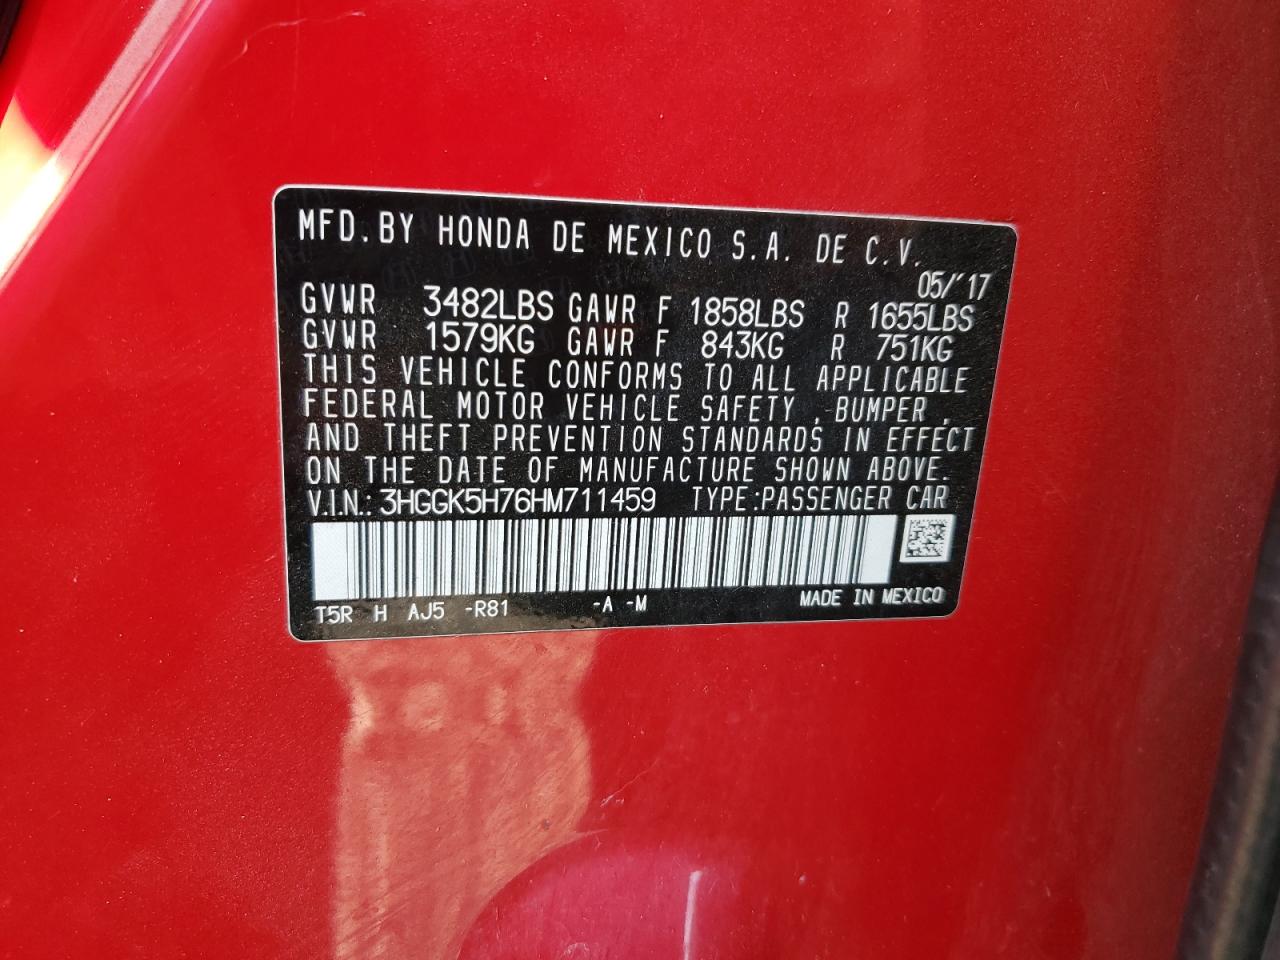 MFD. BY HONDA DE MEXICO S.A. DE C.V.
05/'17
GVWR 3482LBS GAWR F 1858LBS R 1655LBS
GVWR 1579KG GAWR F 843KG R 751KG
THIS VEHICLE CONFORMS TO ALL APPLICABLE
FEDERAL MOTOR VEHICLE SAFETY , BUMPER ,
AND THEFT PREVENTION STANDARDS IN EFFECT
ON THE DATE OF MANUFACTURE SHOWN ABOVE.
V.I.N.: 3HGGK5H76HM711459 TYPE:PASSENGER CAR
T5R H AJ5 -R81 -A -M MADE IN MEXICO